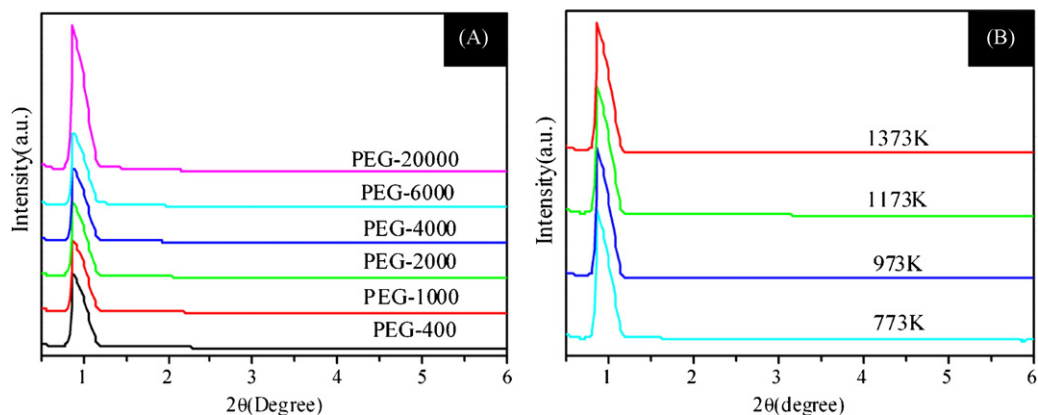 (A)
Intensity(a.u.)
PEG-20000
PEG-6000
PEG-4000
PEG-2000
PEG-1000
PEG-400
1 2 3 4 5 6
2θ(Degree)
(B)
Intensity(a.u.)
1373K
1173K
973K
773K
1 2 3 4 5 6
2θ(degree)